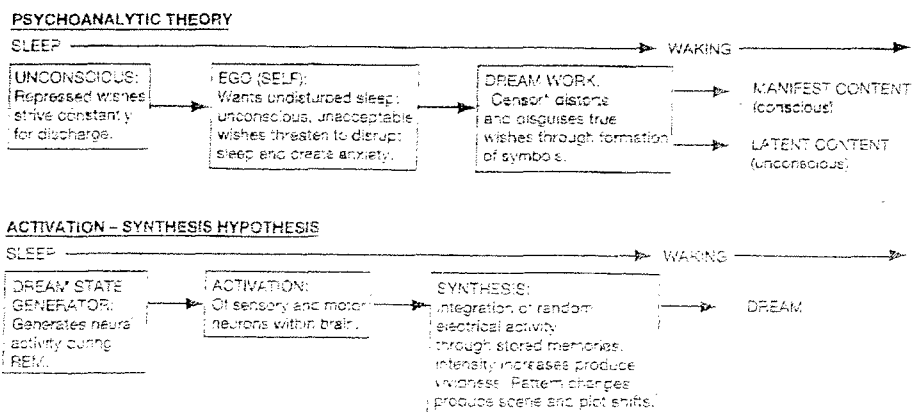 PSYCHOANALYTIC THEORY
SLEEP
WAKING
UNCONSCIOUS:
Repressed wishes
strive constantly
for discharge.
EGO (SELF):
Wants undisturbed sleep;
unconscious, unacceptable
wishes threaten to disrupt
sleep and create anxiety.
DREAM WORK:
"Censor" distorts
and disguises true
wishes through formation
of symbols.
MANIFEST CONTENT
(conscious)
LATENT CONTENT
(unconscious)
ACTIVATION – SYNTHESIS HYPOTHESIS
SLEEP
WAKING
DREAM STATE
GENERATOR:
Generates neural
activity during
REM.
ACTIVATION:
Of sensory and motor
neurons within brain.
SYNTHESIS:
Integration of random
electrical activity
through stored memories.
Intensity increases produce
vividness. Pattern changes
produce scene and plot shifts.
DREAM